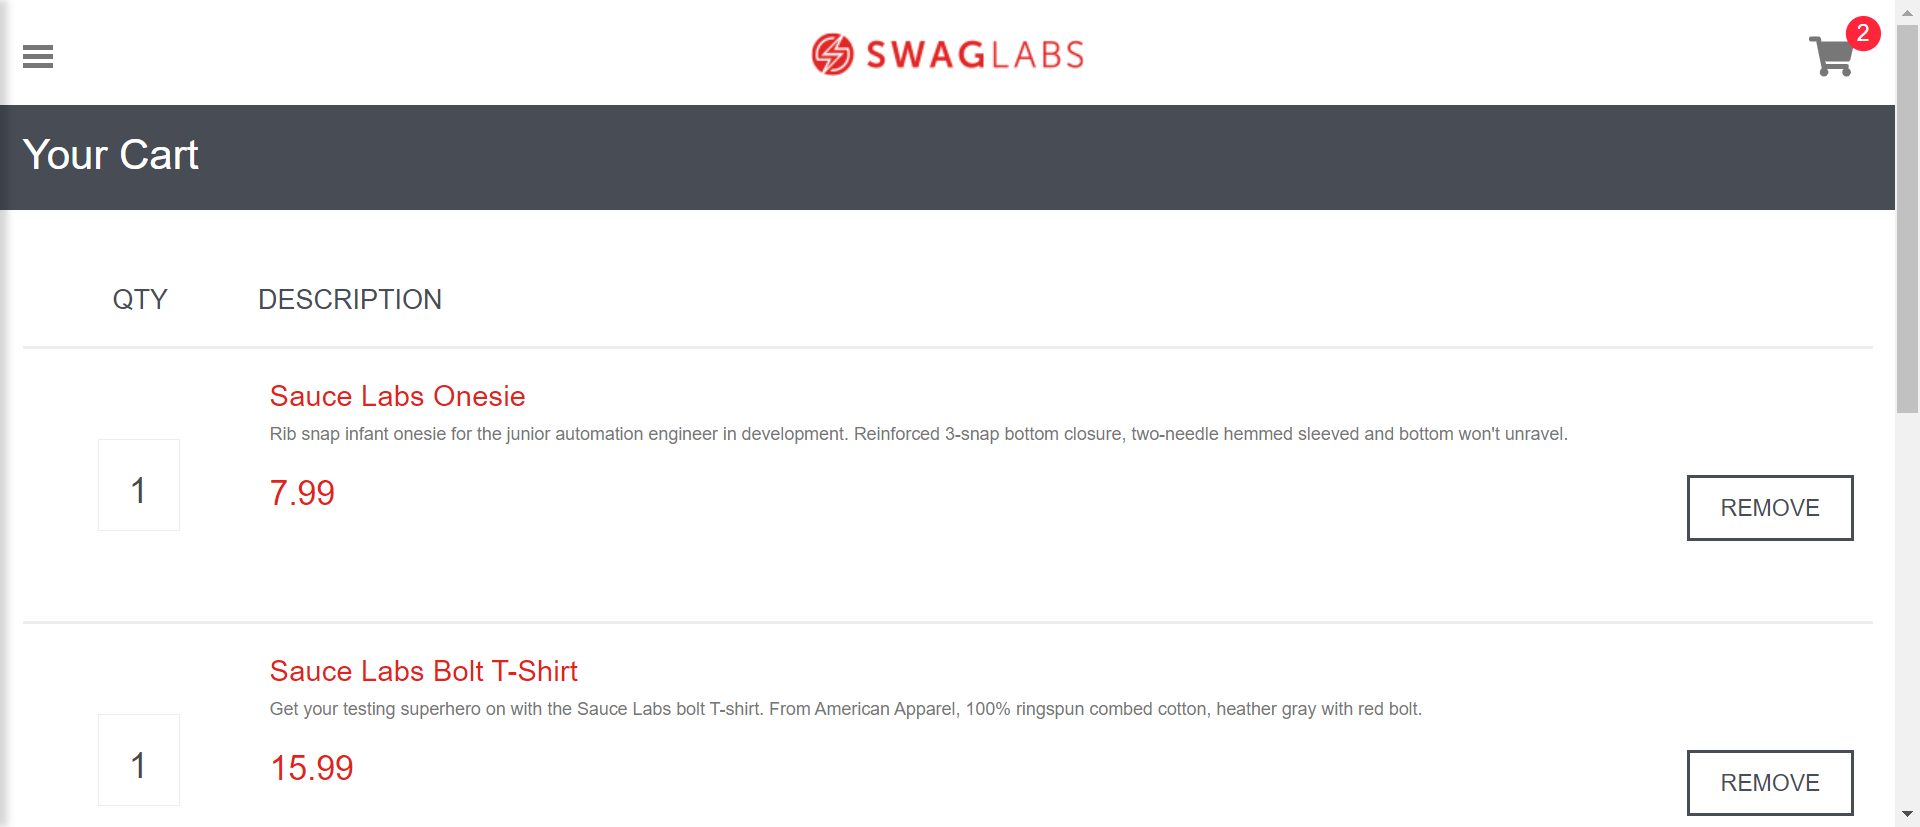 SWAGLABS
2
Your Cart
QTY DESCRIPTION
Sauce Labs Onesie
Rib snap infant onesie for the junior automation engineer in development. Reinforced 3-snap bottom closure, two-needle hemmed sleeved and bottom won't unravel.
1
7.99
REMOVE
Sauce Labs Bolt T-Shirt
Get your testing superhero on with the Sauce Labs bolt T-shirt. From American Apparel, 100% ringspun combed cotton, heather gray with red bolt.
1
15.99
REMOVE